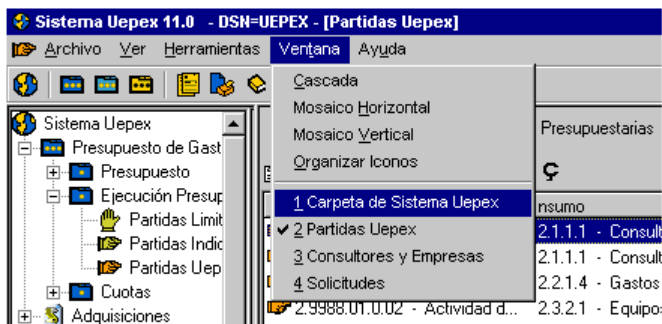 Sistema Uepex 11.0 - DSN=UEPEX - [Partidas Uepex]
Archivo Ver Herramientas Ventana Ayuda
Cascada
Mosaico Horizontal
Mosaico Vertical
Organizar Iconos
1 Carpeta de Sistema Uepex
2 Partidas Uepex
3 Consultores y Empresas
4 Solicitudes
Sistema Uepex
Presupuesto de Gast
Presupuesto
Ejecución Presup
Partidas Limit
Partidas Indic
Partidas Uep
Cuotas
Adquisiciones
Presupuestarias
Ç
nsumo
2.1.1.1 - Consult
2.1.1.1 - Consult
2.2.1.4 - Gastos
2.9988.01.0.02 - Actividad d... 2.3.2.1 - Equipo